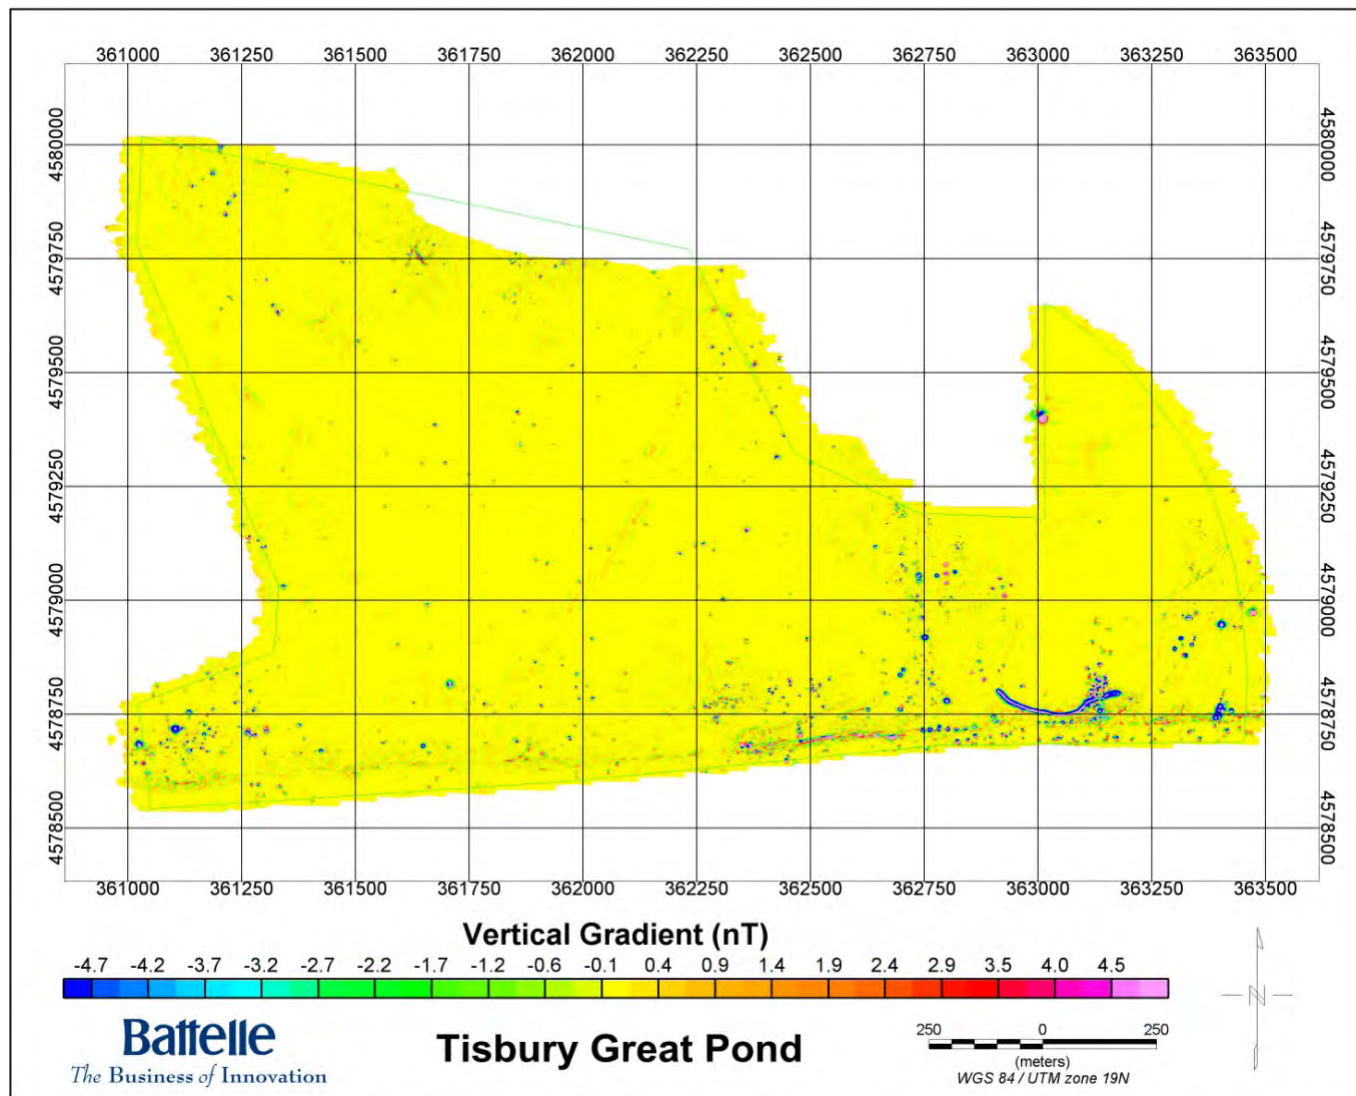 361000 361250 361500 361750 362000 362250 362500 362750 363000 363250 363500
4580000 4580000
4579750 4579750
4579500 4579500
4579250 4579250
4579000 4579000
4578750 4578750
4578500 4578500
361000 361250 361500 361750 362000 362250 362500 362750 363000 363250 363500
Vertical Gradient (nT)
-4.7 -4.2 -3.7 -3.2 -2.7 -2.2 -1.7 -1.2 -0.6 -0.1 0.4 0.9 1.4 1.9 2.4 2.9 3.5 4.0 4.5
Battelle
The Business of Innovation
Tisbury Great Pond
250 0 250
(meters)
WGS 84 / UTM zone 19N
N